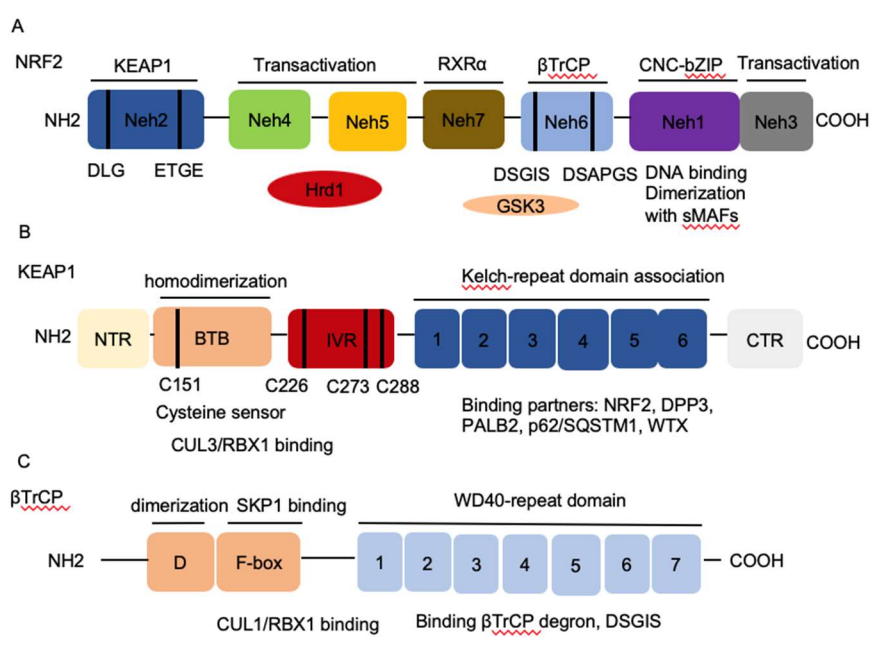 A
NRF2
KEAP1
Transactivation
RXRα
βTrCP
CNC-bZIP
Transactivation
NH2
Neh2
Neh4
Neh5
Neh7
Neh6
Neh1
Neh3
COOH
DLG
ETGE
DSGIS
DSAPGS
DNA binding
Dimerization
with sMAFs
Hrd1
GSK3
B
KEAP1
homodimerization
Kelch-repeat domain association
NH2
NTR
BTB
IVR
1
2
3
4
5
6
CTR
COOH
C151
C226
C273
C288
Cysteine sensor
CUL3/RBX1 binding
Binding partners: NRF2, DPP3,
PALB2, p62/SQSTM1, WTX
C
βTrCP
dimerization
SKP1 binding
WD40-repeat domain
NH2
D
F-box
1
2
3
4
5
6
7
COOH
CUL1/RBX1 binding
Binding βTrCP degron, DSGIS